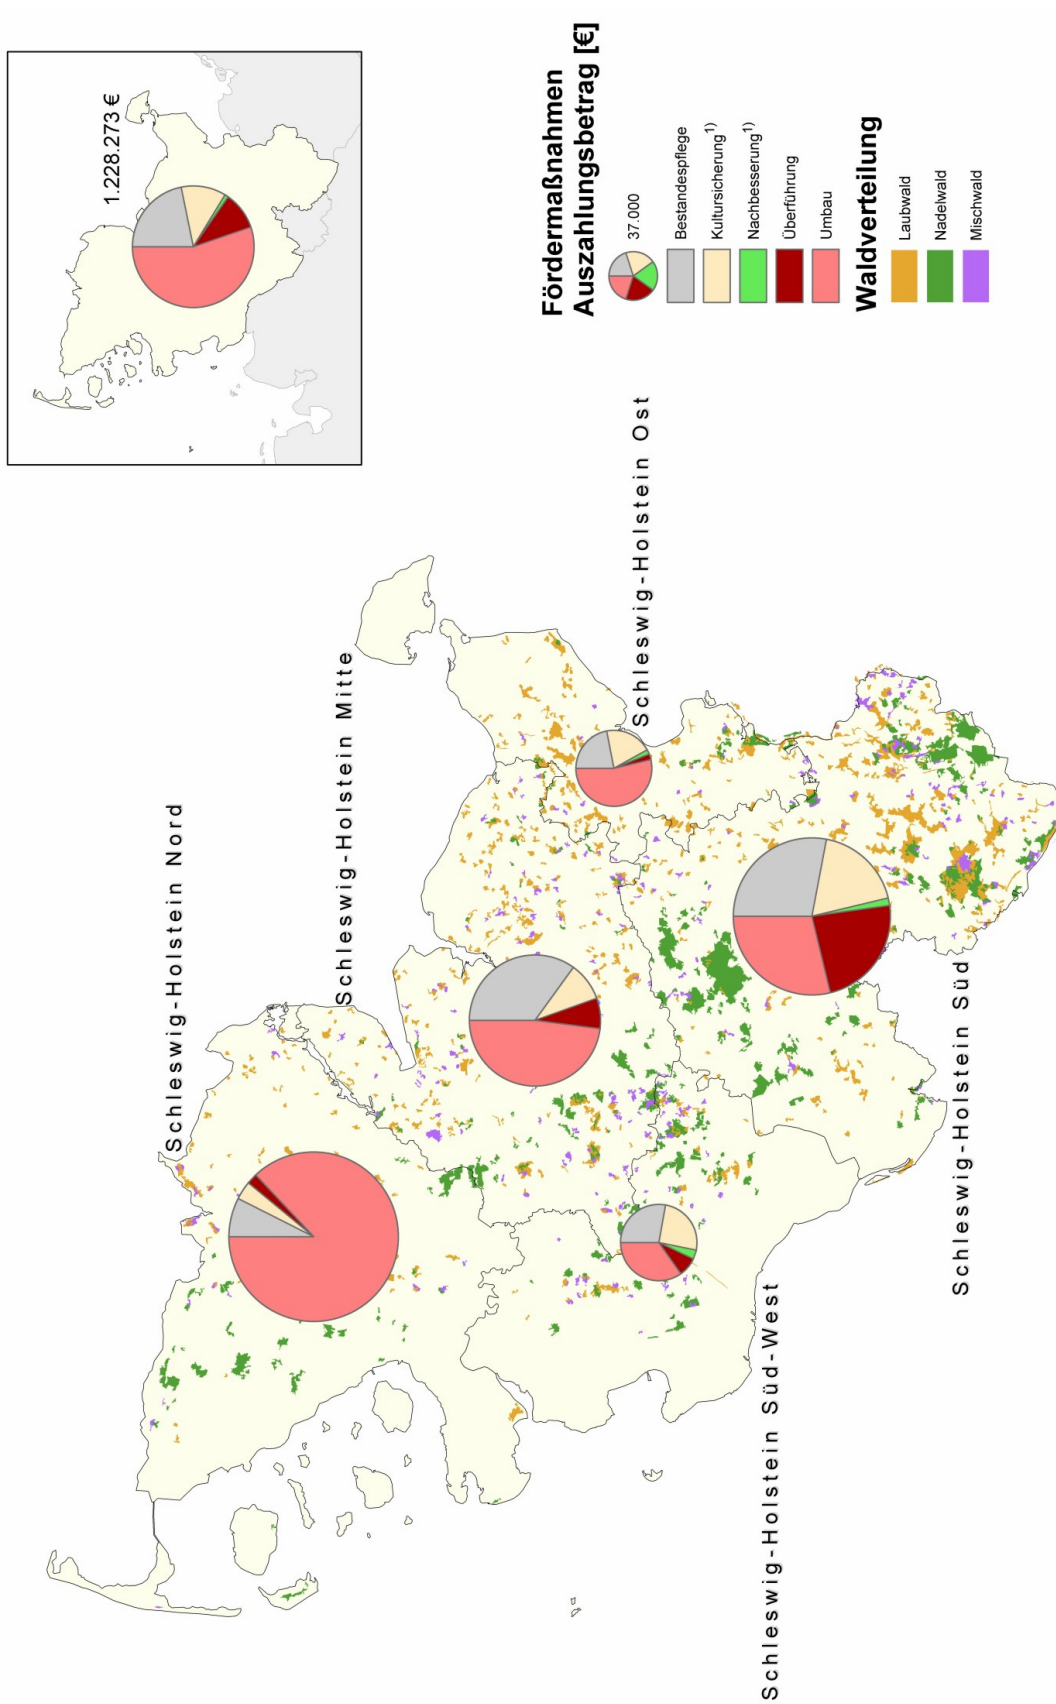 1.228.273 €
Schleswig-Holstein Nord
Schleswig-Holstein Mitte
Schleswig-Holstein Ost
Schleswig-Holstein Süd-West
Schleswig-Holstein Süd
Fördermaßnahmen
Auszahlungsbetrag [€]
37.000
Bestandespflege
Kultursicherung¹⁾
Nachbesserung¹⁾
Überführung
Umbau
Waldverteilung
Laubwald
Nadelwald
Mischwald